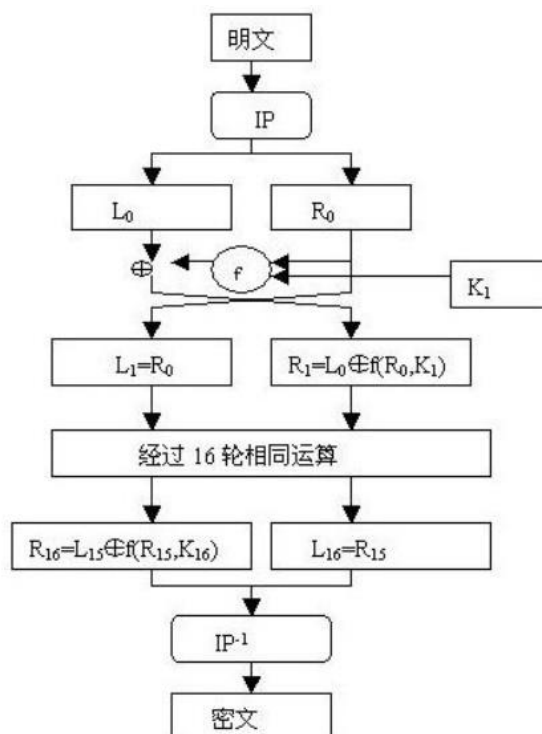 明文
IP
L₀
R₀
⊕
f
K₁
L₁=R₀
R₁=L₀⊕f(R₀,K₁)
经过 16 轮相同运算
R₁₆=L₁₅⊕f(R₁₅,K₁₆)
L₁₆=R₁₅
IP⁻¹
密文